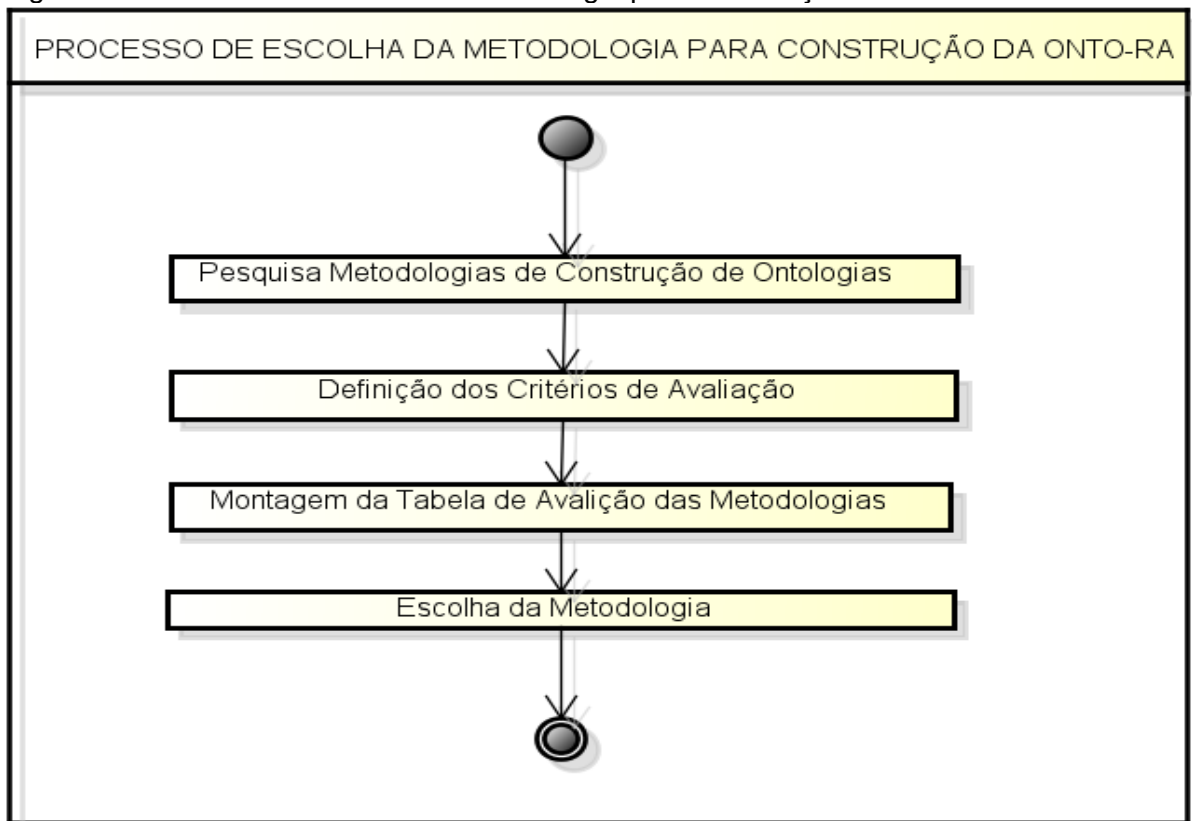 PROCESSO DE ESCOLHA DA METODOLOGIA PARA CONSTRUÇÃO DA ONTO-RA
Pesquisa Metodologias de Construção de Ontologias
Definição dos Critérios de Avaliação
Montagem da Tabela de Avalição das Metodologias
Escolha da Metodologia